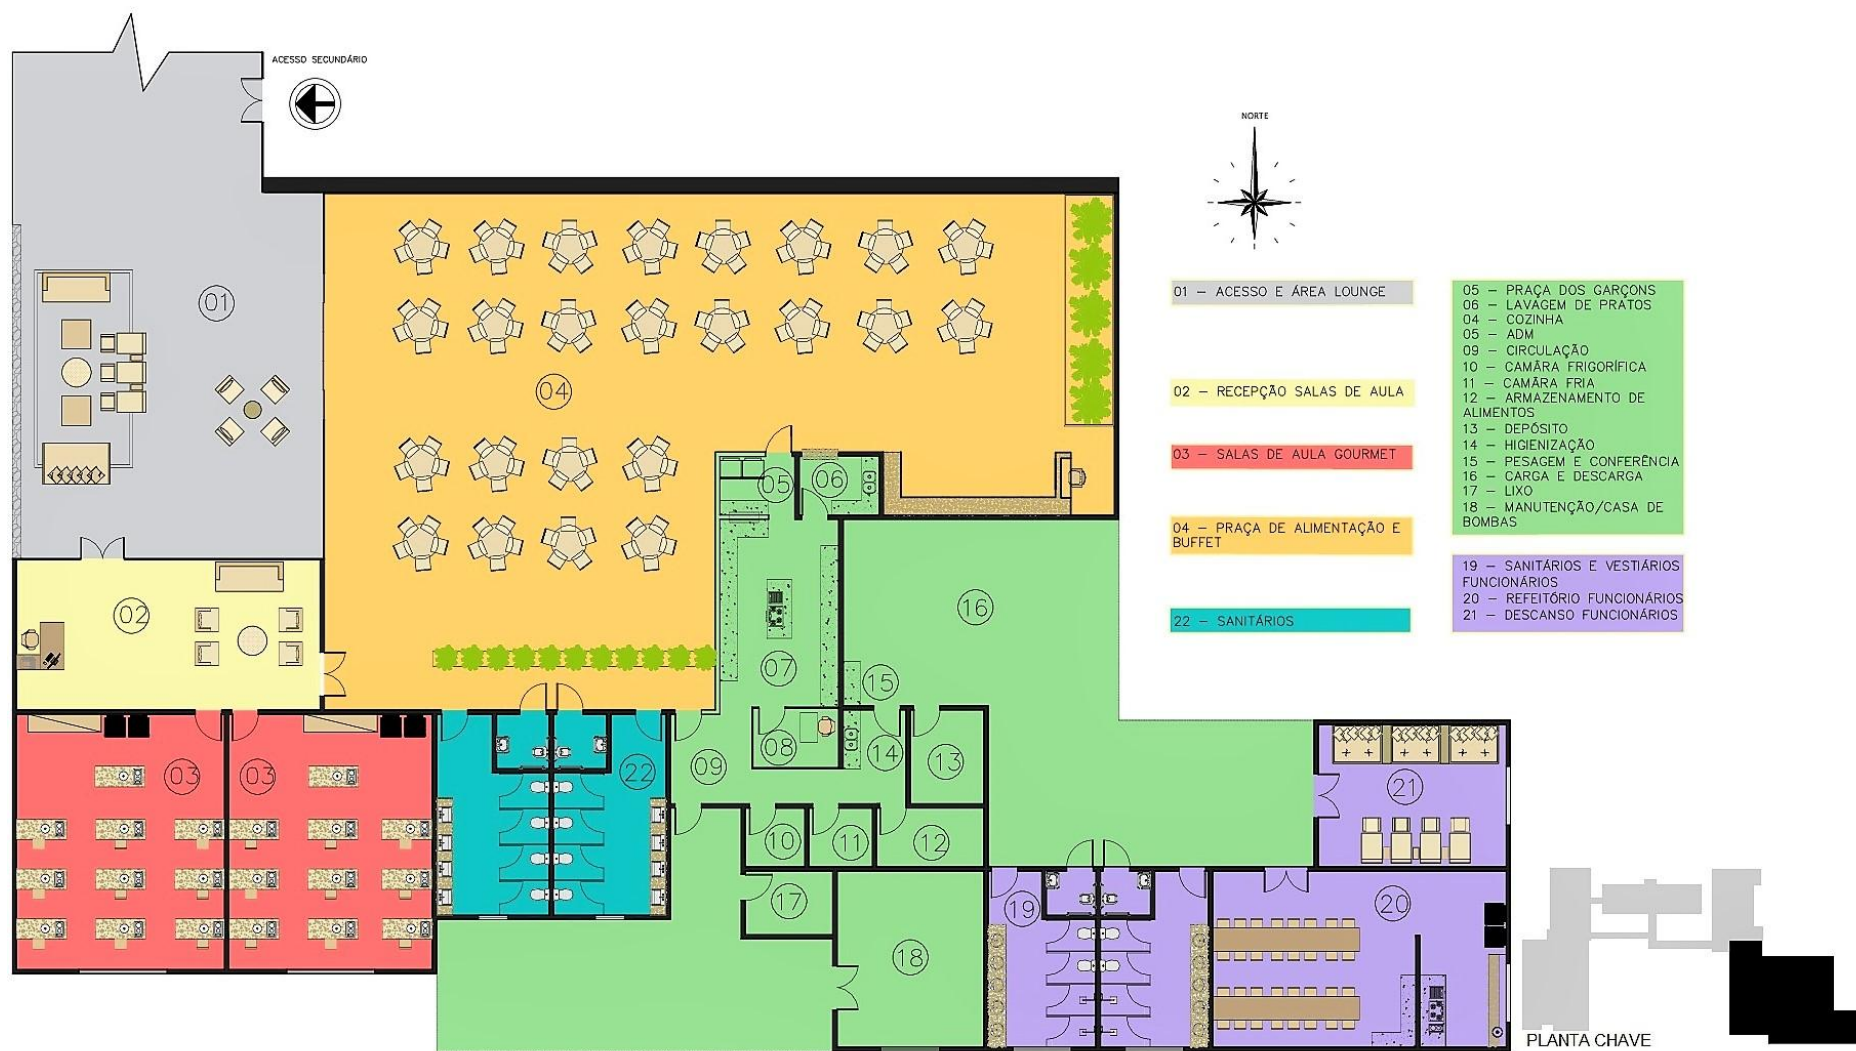 ACESSO SECUNDÁRIO
NORTE
01 – ACESSO E ÁREA LOUNGE
02 – RECEPÇÃO SALAS DE AULA
03 – SALAS DE AULA GOURMET
04 – PRAÇA DE ALIMENTAÇÃO E
BUFFET
22 – SANITÁRIOS
05 – PRAÇA DOS GARÇONS
06 – LAVAGEM DE PRATOS
04 – COZINHA
05 – ADM
09 – CIRCULAÇÃO
10 – CAMÂRA FRIGORÍFICA
11 – CAMÂRA FRIA
12 – ARMAZENAMENTO DE
ALIMENTOS
13 – DEPÓSITO
14 – HIGIENIZAÇÃO
15 – PESAGEM E CONFERÊNCIA
16 – CARGA E DESCARGA
17 – LIXO
18 – MANUTENÇÃO/CASA DE
BOMBAS
19 – SANITÁRIOS E VESTIÁRIOS
FUNCIONÁRIOS
20 – REFEITÓRIO FUNCIONÁRIOS
21 – DESCANSO FUNCIONÁRIOS
01
04
05
06
02
16
07
15
03
03
22
09
08
14
13
21
10
11
12
17
19
20
18
PLANTA CHAVE